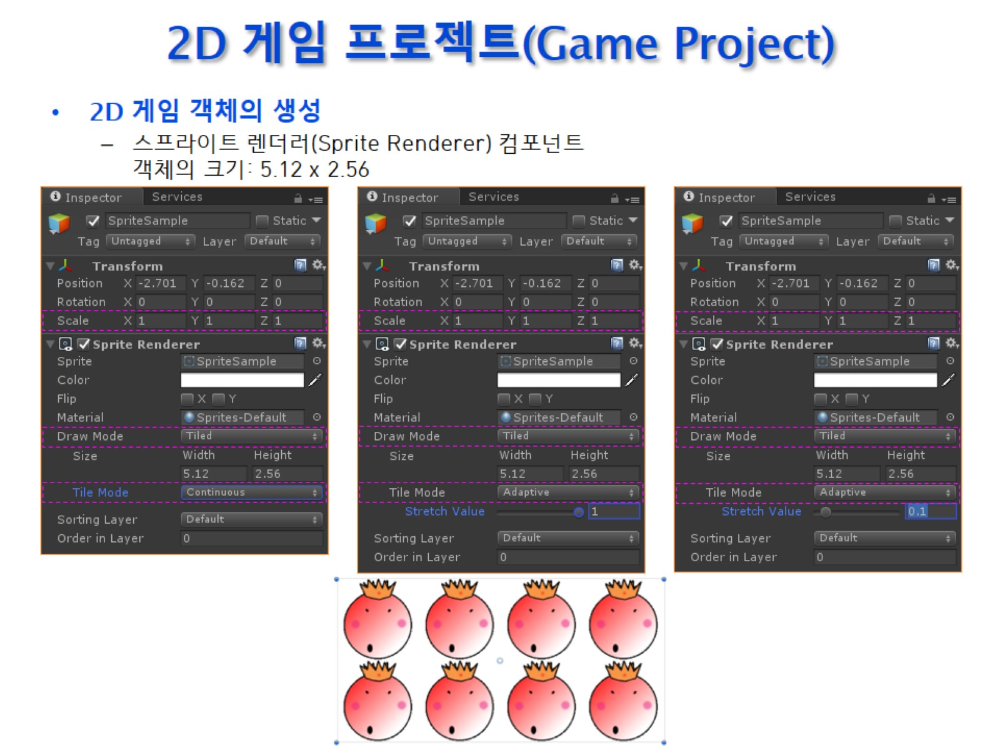 2D 게임 프로젝트(Game Project)
• 2D 게임 객체의 생성
– 스프라이트 렌더러(Sprite Renderer) 컴포넌트
객체의 크기: 5.12 x 2.56
Inspector Services
SpriteSample Static
Tag Untagged Layer Default
Transform
Position X -2.701 Y -0.162 Z 0
Rotation X 0 Y 0 Z 0
Scale X 1 Y 1 Z 1
Sprite Renderer
Sprite SpriteSample
Color
Flip X Y
Material Sprites-Default
Draw Mode Tiled
Size Width Height
5.12 2.56
Tile Mode Continuous
Sorting Layer Default
Order in Layer 0
Inspector Services
SpriteSample Static
Tag Untagged Layer Default
Transform
Position X -2.701 Y -0.162 Z 0
Rotation X 0 Y 0 Z 0
Scale X 1 Y 1 Z 1
Sprite Renderer
Sprite SpriteSample
Color
Flip X Y
Material Sprites-Default
Draw Mode Tiled
Size Width Height
5.12 2.56
Tile Mode Adaptive
Stretch Value 1
Sorting Layer Default
Order in Layer 0
Inspector Services
SpriteSample Static
Tag Untagged Layer Default
Transform
Position X -2.701 Y -0.162 Z 0
Rotation X 0 Y 0 Z 0
Scale X 1 Y 1 Z 1
Sprite Renderer
Sprite SpriteSample
Color
Flip X Y
Material Sprites-Default
Draw Mode Tiled
Size Width Height
5.12 2.56
Tile Mode Adaptive
Stretch Value 0.1
Sorting Layer Default
Order in Layer 0